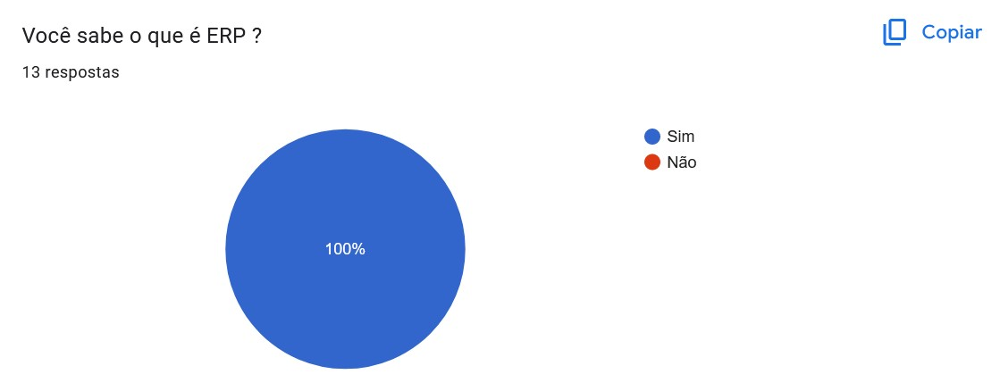 Você sabe o que é ERP ?
Copiar
13 respostas
Sim
Não
100%